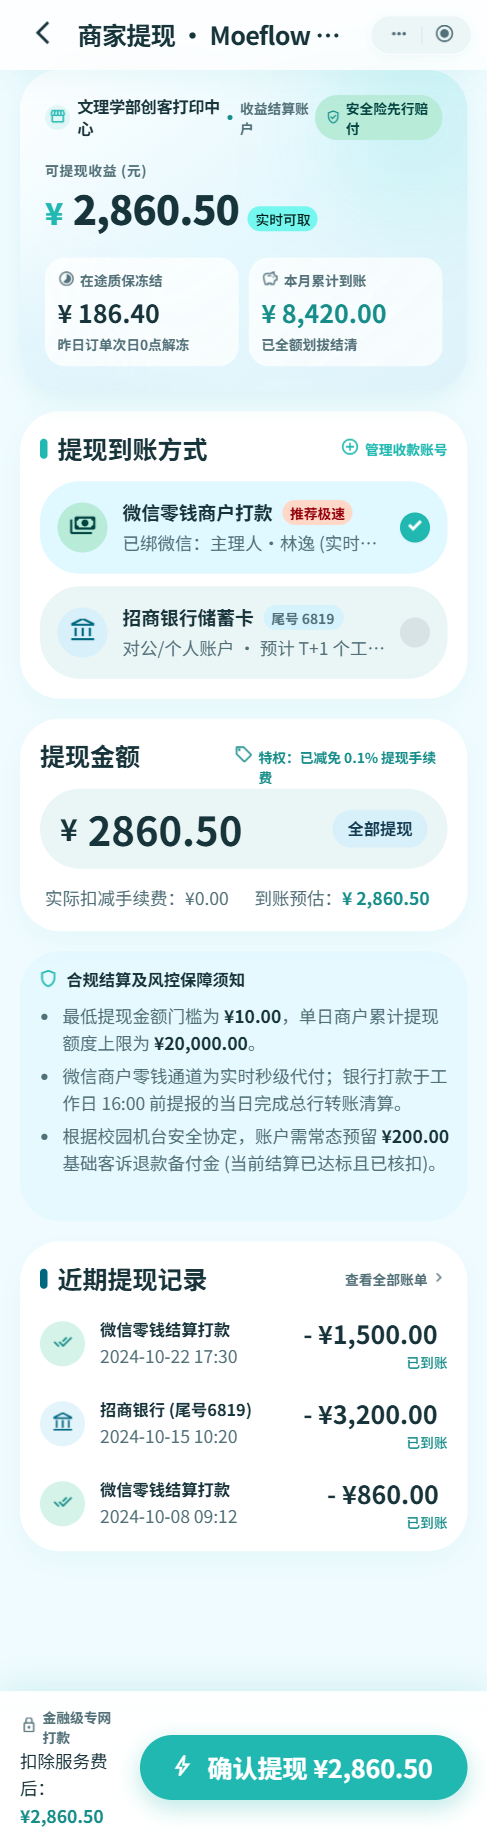 商家提现 • Moeflow ···
文理学部创客打印中
心
• 收益结算账
户
安全险先行赔
付
可提现收益 (元)
¥ 2,860.50 实时可取
在途质保冻结
¥ 186.40
昨日订单次日0点解冻
本月累计到账
¥ 8,420.00
已全额划拨结清
提现到账方式
管理收款账号
微信零钱商户打款 推荐极速
已绑微信：主理人・林逸 (实时···
招商银行储蓄卡 尾号 6819
对公/个人账户 • 预计 T+1 个工···
提现金额
特权：已减免 0.1% 提现手续
费
¥ 2860.50 全部提现
实际扣减手续费：¥0.00 到账预估：¥ 2,860.50
合规结算及风控保障须知
• 最低提现金额门槛为 ¥10.00，单日商户累计提现
额度上限为 ¥20,000.00。
• 微信商户零钱通道为实时秒级代付；银行打款于工
作日 16:00 前提报的当日完成总行转账清算。
• 根据校园机台安全协定，账户需常态预留 ¥200.00
基础客诉退款备付金 (当前结算已达标且已核扣)。
近期提现记录
查看全部账单
微信零钱结算打款 - ¥1,500.00
2024-10-22 17:30 已到账
招商银行 (尾号6819) - ¥3,200.00
2024-10-15 10:20 已到账
微信零钱结算打款 - ¥860.00
2024-10-08 09:12 已到账
金融级专网
打款
扣除服务费
后：
¥2,860.50
确认提现 ¥2,860.50